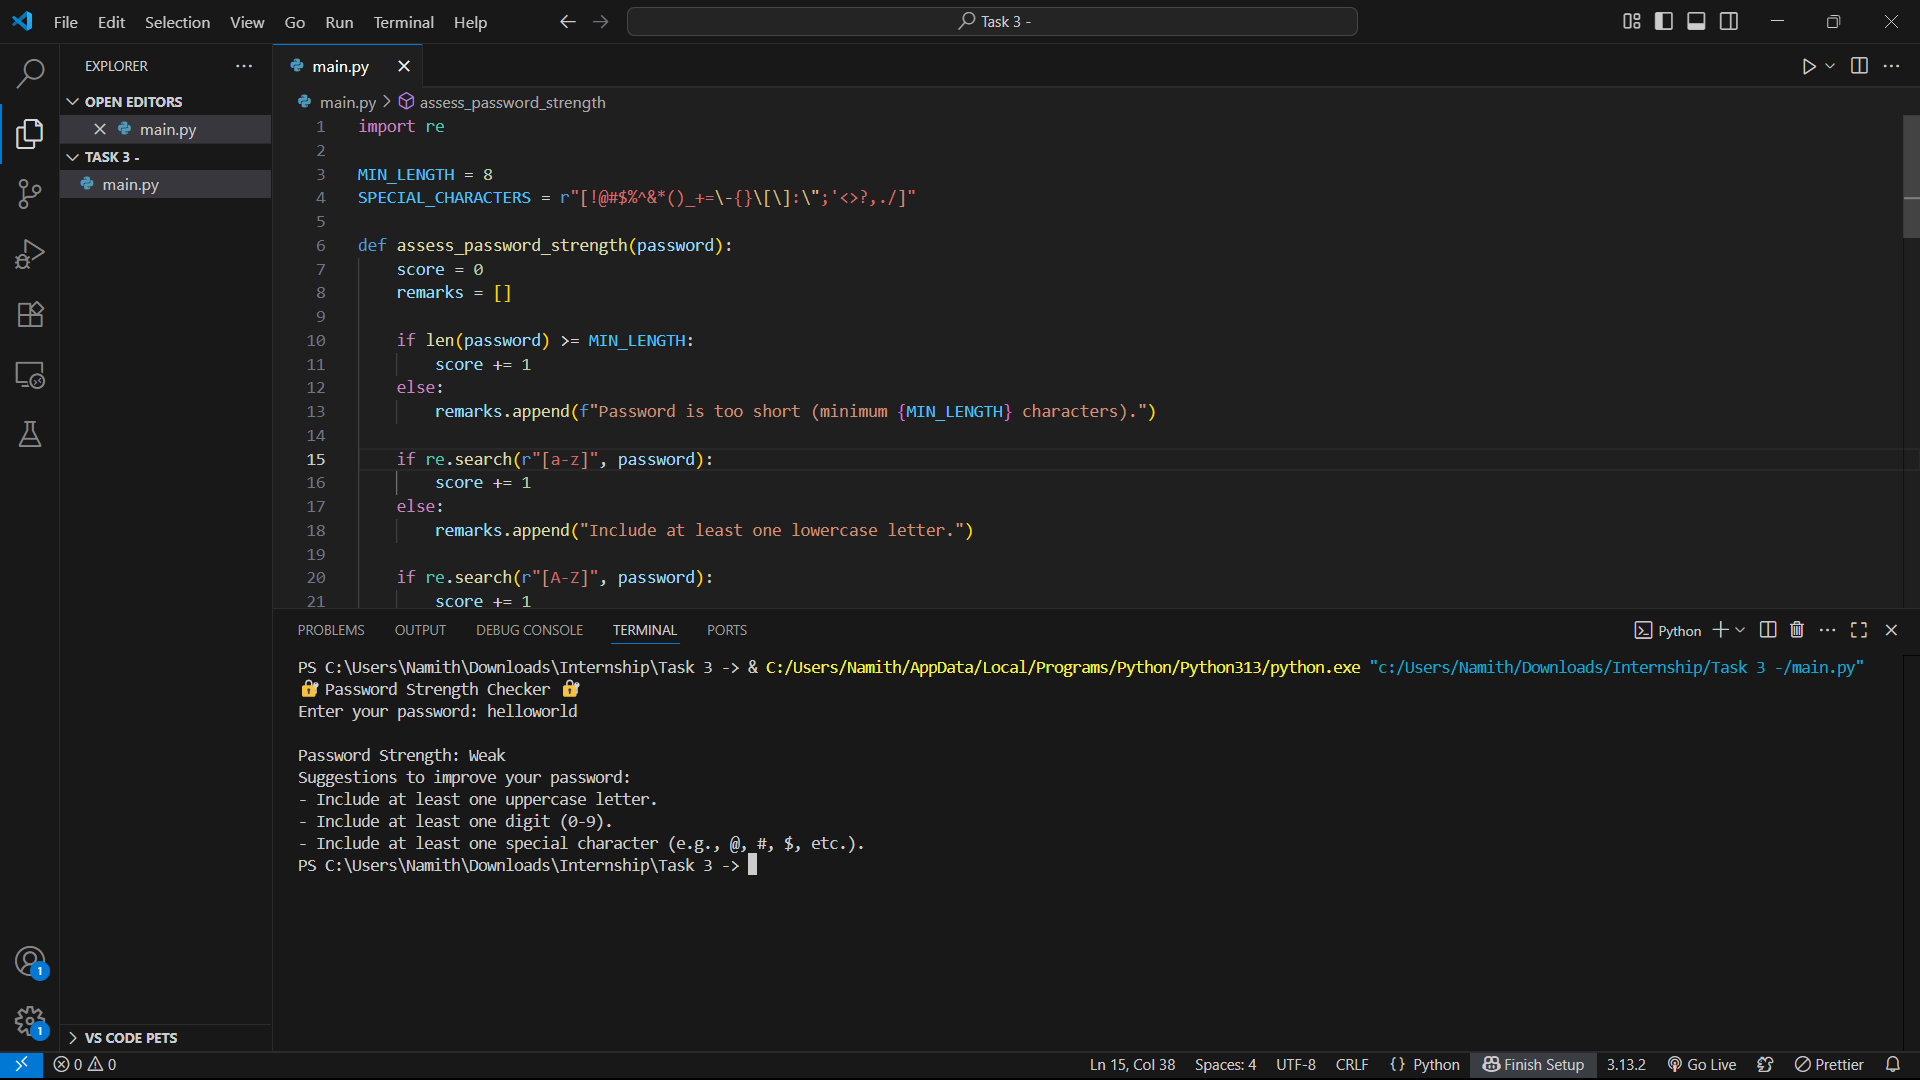 File Edit Selection View Go Run Terminal Help
Task 3 -
EXPLORER
OPEN EDITORS
main.py
TASK 3 -
main.py
VS CODE PETS
main.py
main.py > assess_password_strength
1 import re
2
3 MIN_LENGTH = 8
4 SPECIAL_CHARACTERS = r"[!@#$%^&*()_+=\-{}\[\]:\";'<>?,./]"
5
6 def assess_password_strength(password):
7     score = 0
8     remarks = []
9
10     if len(password) >= MIN_LENGTH:
11         score += 1
12     else:
13         remarks.append(f"Password is too short (minimum {MIN_LENGTH} characters).")
14
15     if re.search(r"[a-z]", password):
16         score += 1
17     else:
18         remarks.append("Include at least one lowercase letter.")
19
20     if re.search(r"[A-Z]", password):
21         score += 1
PROBLEMS OUTPUT DEBUG CONSOLE TERMINAL PORTS
Python
PS C:\Users\Namith\Downloads\Internship\Task 3 -> & C:/Users/Namith/AppData/Local/Programs/Python/Python313/python.exe "c:/Users/Namith/Downloads/Internship/Task 3 -/main.py"
🔐 Password Strength Checker 🔐
Enter your password: helloworld
Password Strength: Weak
Suggestions to improve your password:
- Include at least one uppercase letter.
- Include at least one digit (0-9).
- Include at least one special character (e.g., @, #, $, etc.).
PS C:\Users\Namith\Downloads\Internship\Task 3 ->
1
1
0 0
Ln 15, Col 38 Spaces: 4 UTF-8 CRLF {} Python Finish Setup 3.13.2 Go Live Prettier